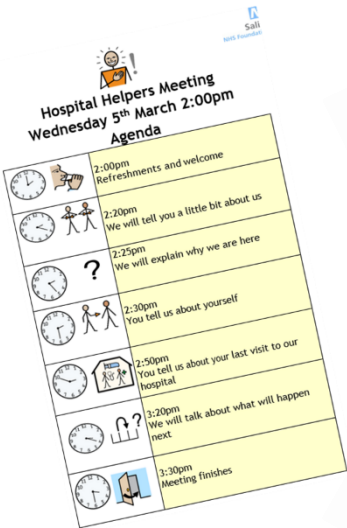 Sali
NHS Foundati
Hospital Helpers Meeting
Wednesday 5th March 2:00pm
Agenda
2:00pm
Refreshments and welcome
2:20pm
We will tell you a little bit about us
2:25pm
We will explain why we are here
?
2:30pm
You tell us about yourself
2:50pm
You tell us about your last visit to our
hospital
3:20pm
We will talk about what will happen
next
?
3:30pm
Meeting finishes